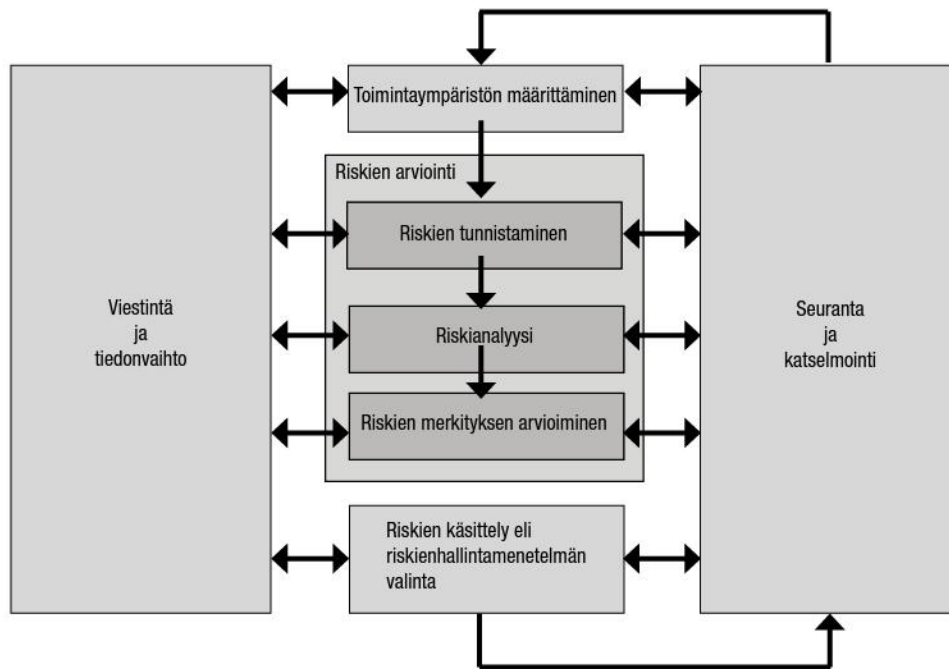 Toimintaympäristön määrittäminen
Riskien arviointi
Riskien tunnistaminen
Viestintä
ja
tiedonvaihto
Riskianalyysi
Seuranta
ja
katselmointi
Riskien merkityksen arvioiminen
Riskien käsittely eli
riskienhallintamenetelmän
valinta